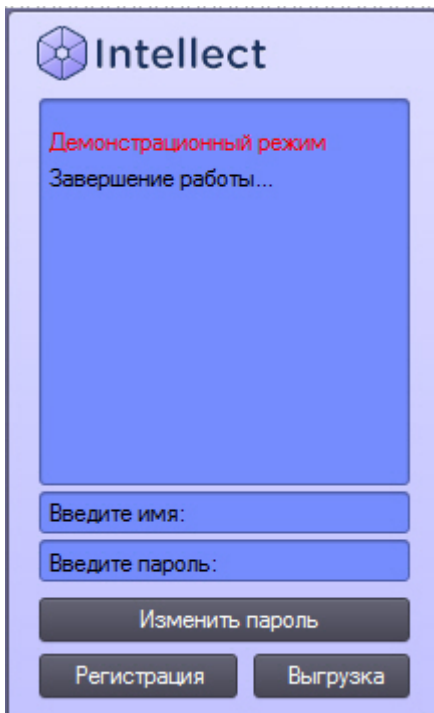 Intellect
Демонстрационный режим
Завершение работы...
Введите имя:
Введите пароль:
Изменить пароль
Регистрация Выгрузка